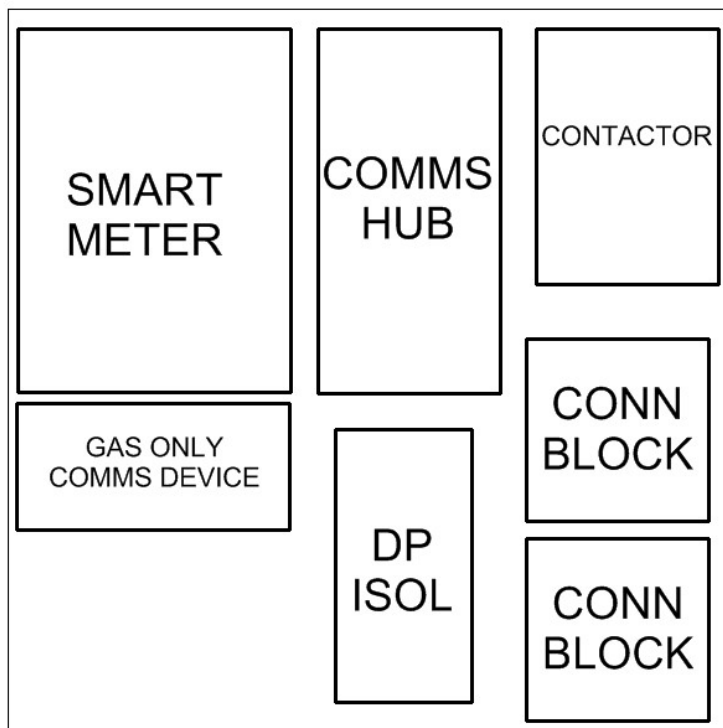 SMART
METER
COMMS
HUB
CONTACTOR
GAS ONLY
COMMS DEVICE
DP
ISOL
CONN
BLOCK
CONN
BLOCK